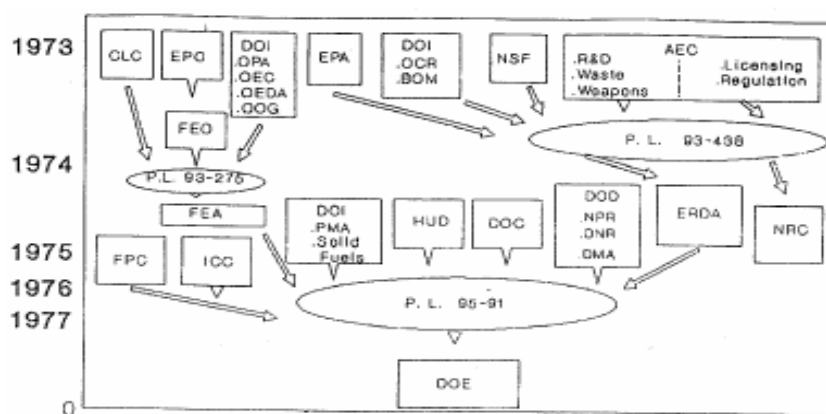 1973
CLC
EPO
DOI
.OPA
.OEC
.OEDA
.OOG
EPA
DOI
.OCR
.BOM
NSF
AEC
.R&D
.Waste
Weapons
.Licensing
Regulation
FEO
P. L. 93-438
1974
P.L. 93-275
FEA
DOI
.PMA
.Solid
Fuels
HUD
DOC
DOD
.NPR
.DNR
.DMA
ERDA
NRC
1975
FPC
ICC
1976
P. L. 95-91
1977
DOE
0